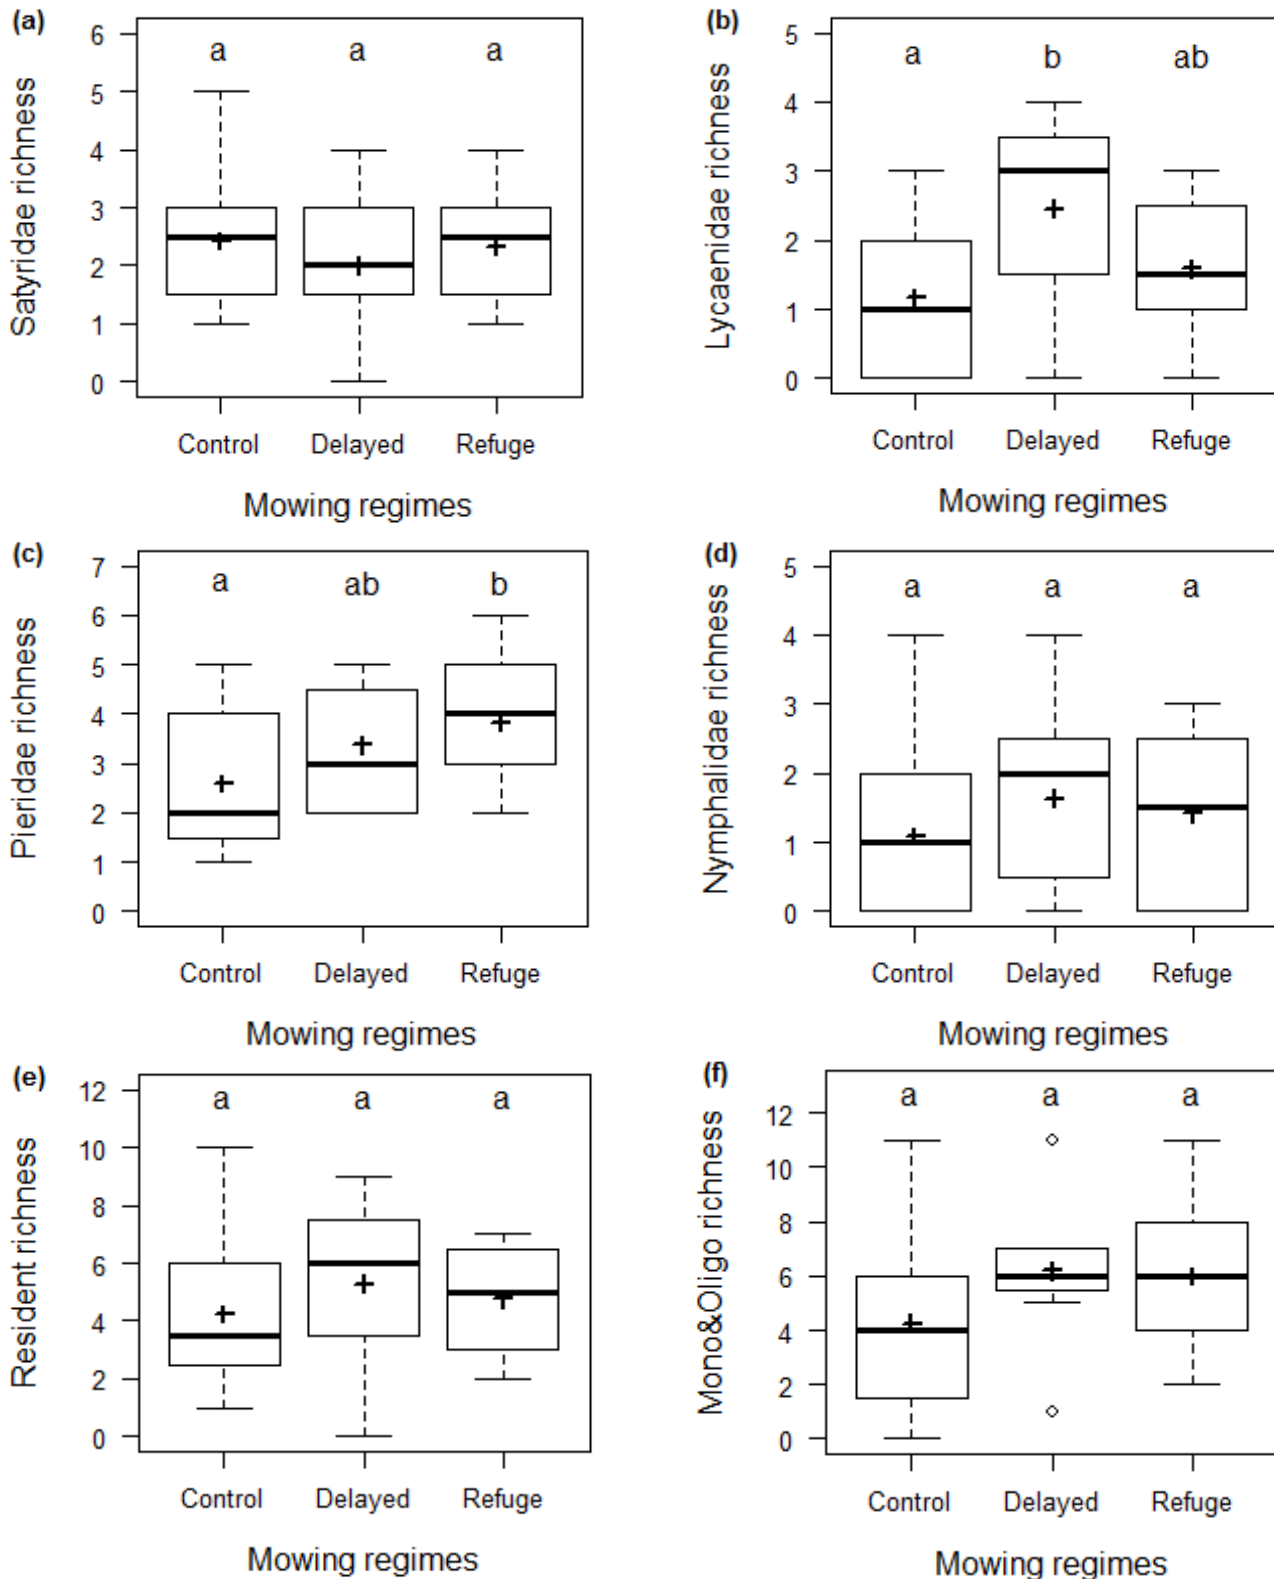 (a)
Satyridae richness
6
5
4
3
2
1
0
a a a
Control Delayed Refuge
Mowing regimes
(b)
Lycaenidae richness
5
4
3
2
1
0
a b ab
Control Delayed Refuge
Mowing regimes
(c)
Pieridae richness
7
6
5
4
3
2
1
0
a ab b
Control Delayed Refuge
Mowing regimes
(d)
Nymphalidae richness
5
4
3
2
1
0
a a a
Control Delayed Refuge
Mowing regimes
(e)
Resident richness
12
10
8
6
4
2
0
a a a
Control Delayed Refuge
Mowing regimes
(f)
Mono&Oligo richness
12
10
8
6
4
2
0
a a a
Control Delayed Refuge
Mowing regimes